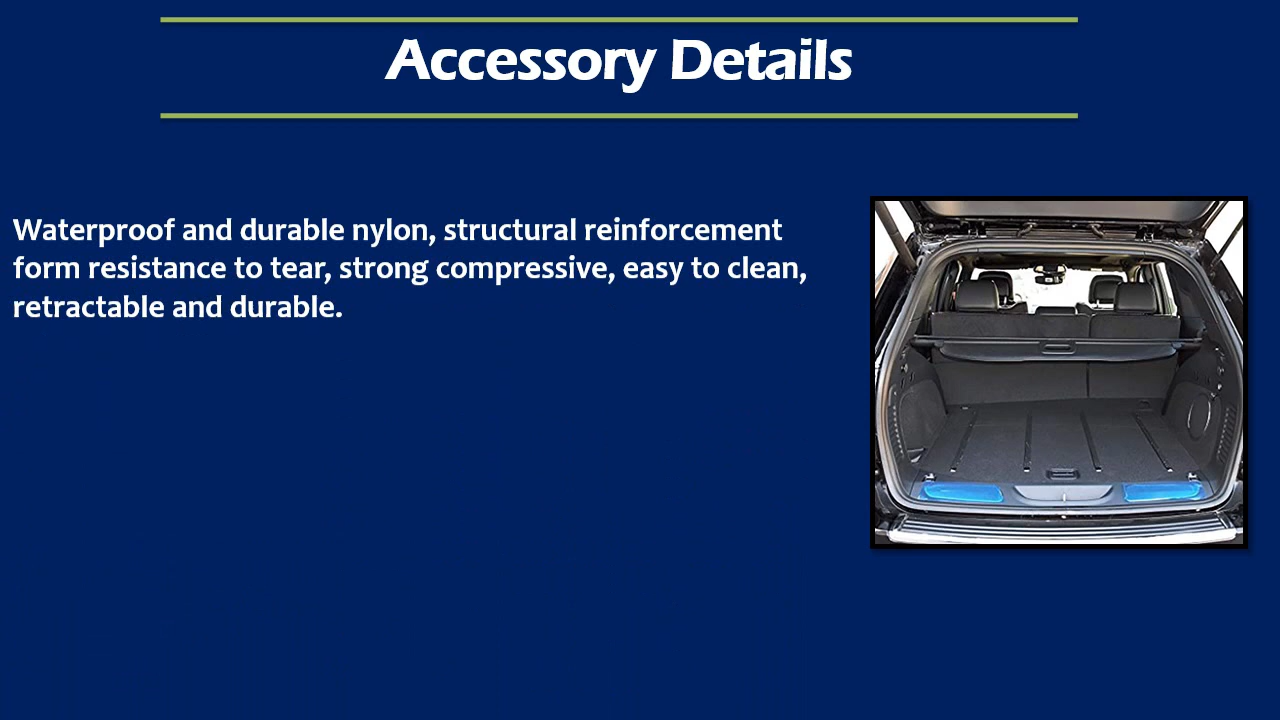 Accessory Details
Waterproof and durable nylon, structural reinforcement
form resistance to tear, strong compressive, easy to clean,
retractable and durable.